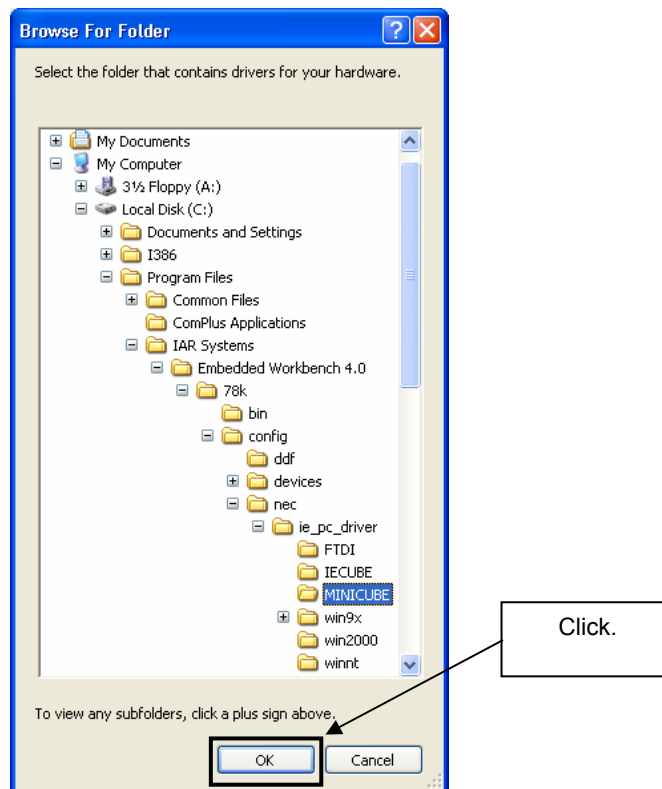 Browse For Folder
Select the folder that contains drivers for your hardware.
My Documents
My Computer
3½ Floppy (A:)
Local Disk (C:)
Documents and Settings
I386
Program Files
Common Files
ComPlus Applications
IAR Systems
Embedded Workbench 4.0
78k
bin
config
ddf
devices
nec
ie_pc_driver
FTDI
IECUBE
MINICUBE
win9x
win2000
winnt
Click.
To view any subfolders, click a plus sign above.
OK
Cancel